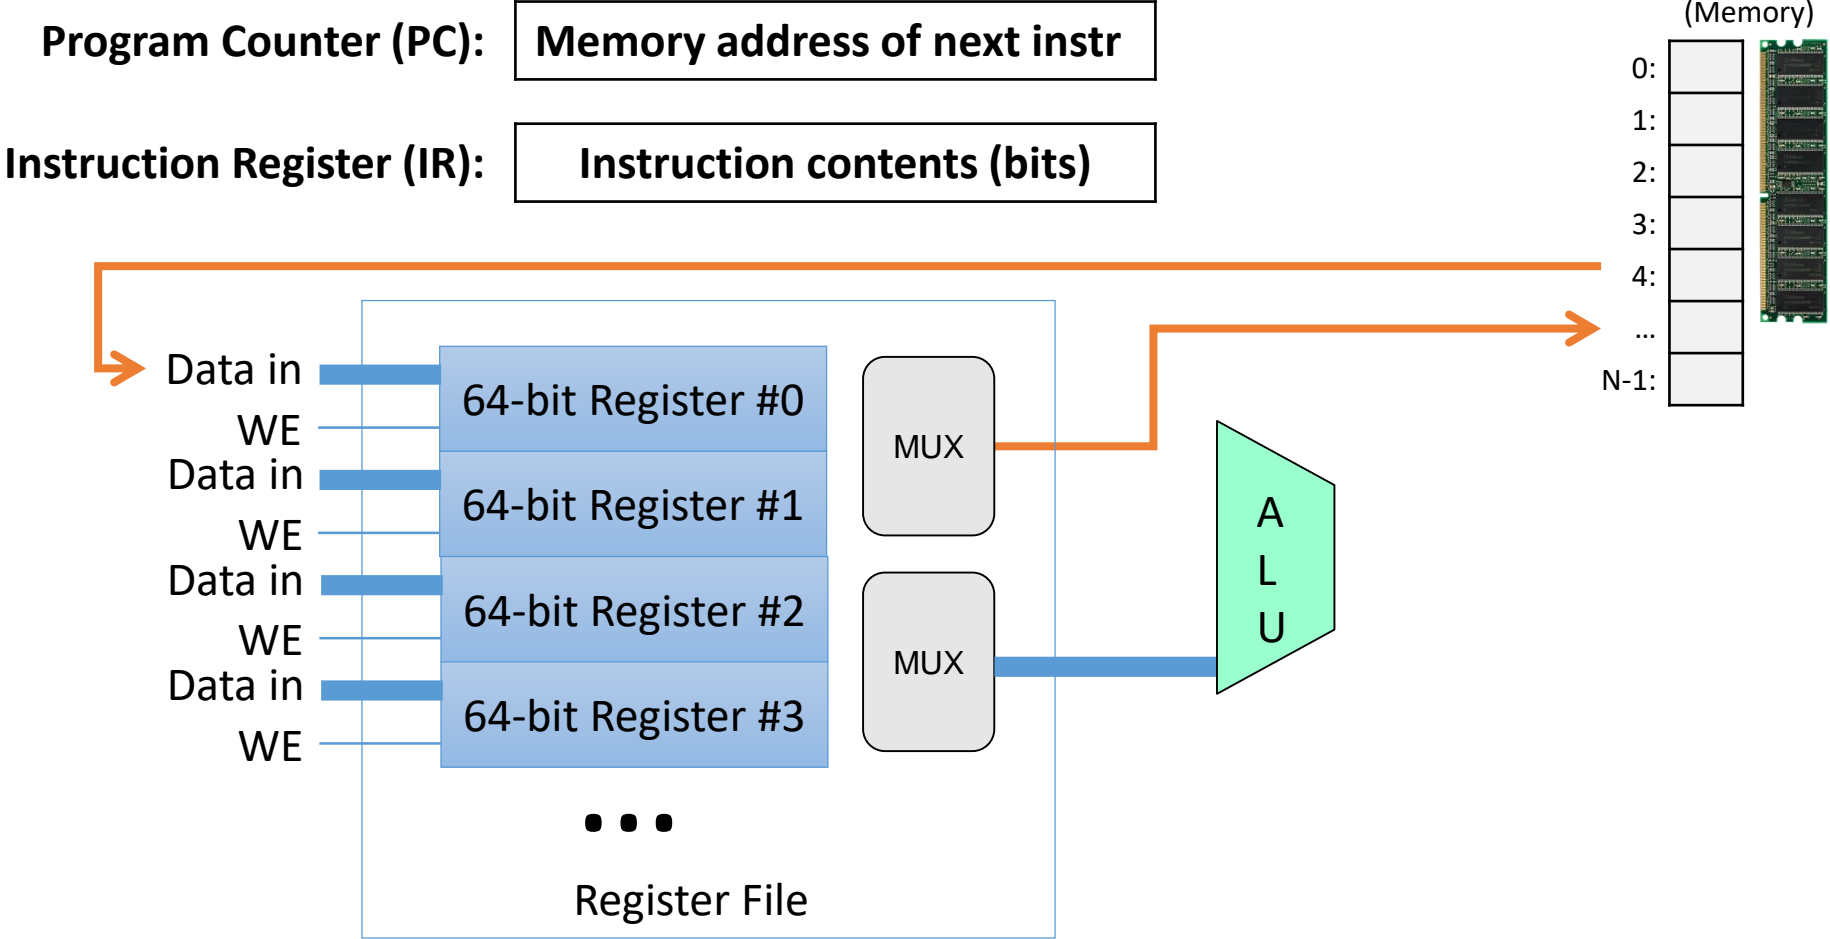 (Memory)
Program Counter (PC): Memory address of next instr
Instruction Register (IR): Instruction contents (bits)
0:
1:
2:
3:
4:
...
N-1:
Data in
WE
Data in
WE
Data in
WE
Data in
WE
64-bit Register #0
64-bit Register #1
64-bit Register #2
64-bit Register #3
...
Register File
MUX
MUX
A
L
U